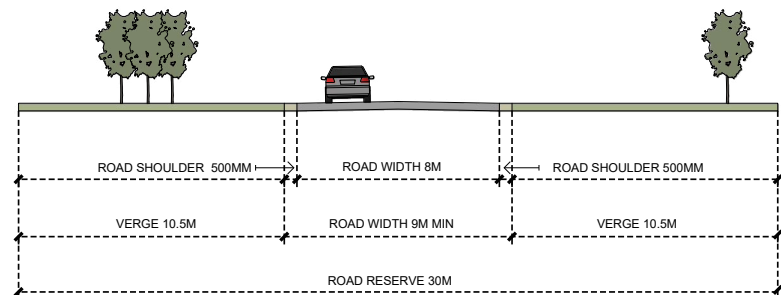 ROAD SHOULDER 500MM
ROAD WIDTH 8M
ROAD SHOULDER 500MM
VERGE 10.5M
ROAD WIDTH 9M MIN
VERGE 10.5M
ROAD RESERVE 30M